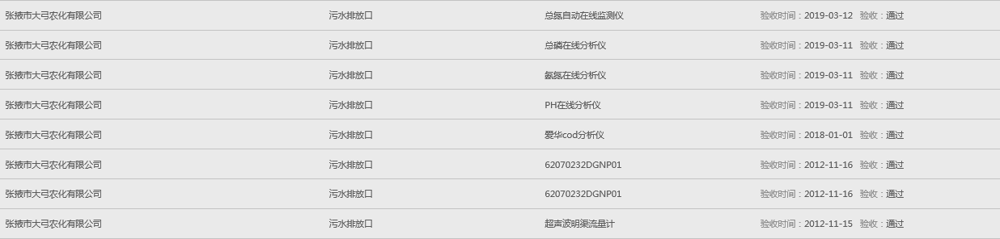 张掖市大弓农化有限公司 污水排放口 总氮自动在线监测仪 验收时间：2019-03-12 验收：通过
张掖市大弓农化有限公司 污水排放口 总磷在线分析仪 验收时间：2019-03-11 验收：通过
张掖市大弓农化有限公司 污水排放口 氨氮在线分析仪 验收时间：2019-03-11 验收：通过
张掖市大弓农化有限公司 污水排放口 PH在线分析仪 验收时间：2019-03-11 验收：通过
张掖市大弓农化有限公司 污水排放口 爱华cod分析仪 验收时间：2018-01-01 验收：通过
张掖市大弓农化有限公司 污水排放口 62070232DGNP01 验收时间：2012-11-16 验收：通过
张掖市大弓农化有限公司 污水排放口 62070232DGNP01 验收时间：2012-11-16 验收：通过
张掖市大弓农化有限公司 污水排放口 超声波明渠流量计 验收时间：2012-11-15 验收：通过